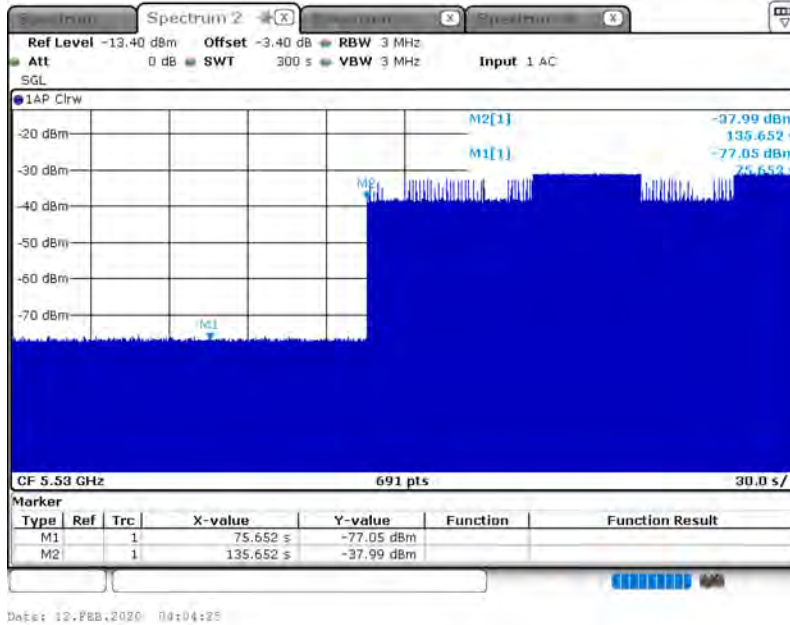 Spectrum
Spectrum 2
Ref Level -13.40 dBm Offset -3.40 dB RBW 3 MHz
Att 0 dB SWT 300 s VBW 3 MHz Input 1 AC
SGL
1AP Clrw
M2[1] -37.99 dBm
135.652 s
M1[1] -77.05 dBm
75.653 s
-20 dBm
-30 dBm
M2
-40 dBm
-50 dBm
-60 dBm
-70 dBm
M1
CF 5.53 GHz 691 pts 30.0 s/
Marker
Type Ref Trc X-value Y-value Function Function Result
M1 1 75.652 s -77.05 dBm
M2 1 135.652 s -37.99 dBm
Date: 12.FEB.2020 04:04:25